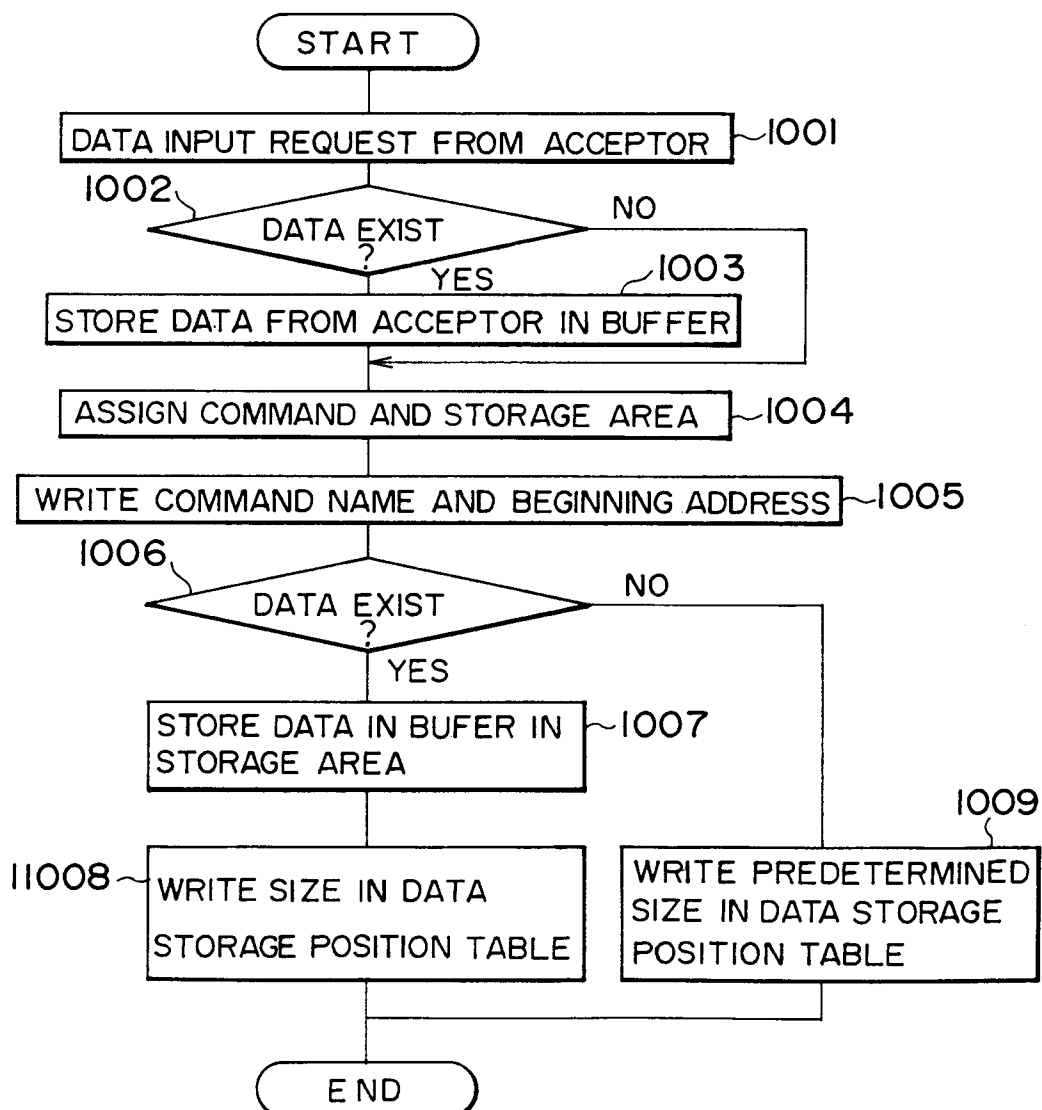 START
DATA INPUT REQUEST FROM ACCEPTOR
1001
1002
DATA EXIST
?
NO
YES
1003
STORE DATA FROM ACCEPTOR IN BUFFER
ASSIGN COMMAND AND STORAGE AREA
1004
WRITE COMMAND NAME AND BEGINNING ADDRESS
1005
1006
DATA EXIST
?
NO
YES
STORE DATA IN BUFER IN
STORAGE AREA
1007
11008
WRITE SIZE IN DATA
STORAGE POSITION TABLE
1009
WRITE PREDETERMINED
SIZE IN DATA STORAGE
POSITION TABLE
END